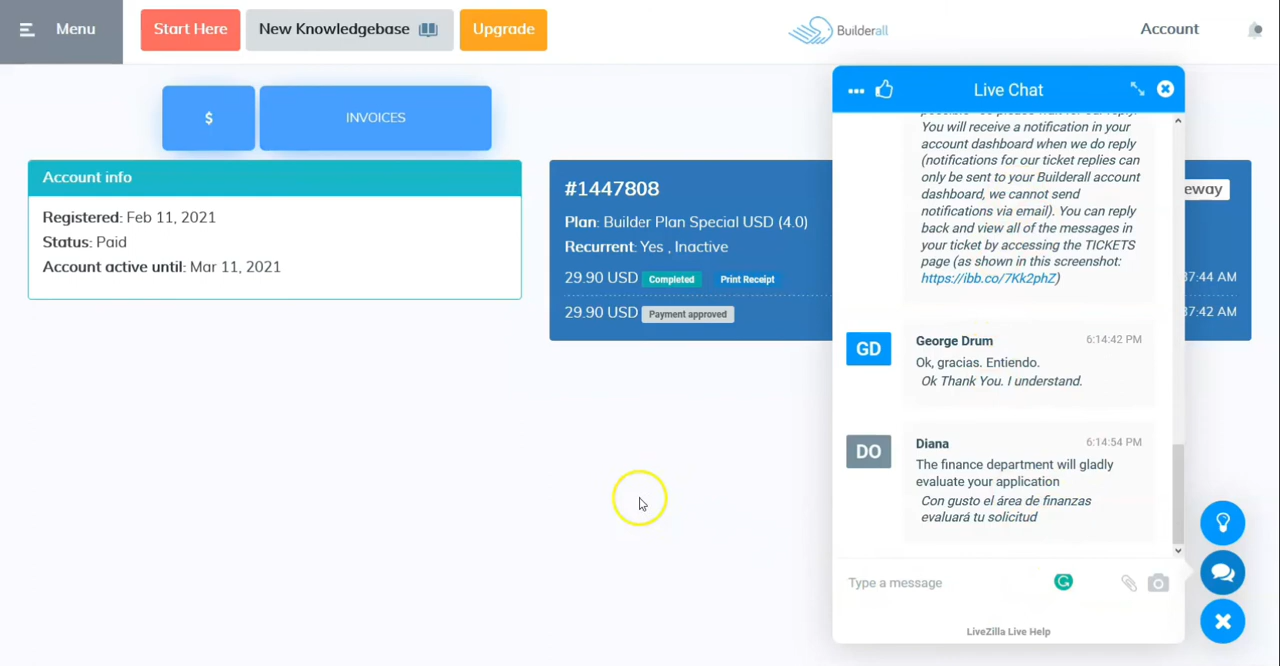 Menu
Start Here
New Knowledgebase
Upgrade
Builderall
Account
$
INVOICES
Account info
Registered: Feb 11, 2021
Status: Paid
Account active until: Mar 11, 2021
#1447808
Plan: Builder Plan Special USD (4.0)
Recurrent: Yes , Inactive
29.90 USD Completed Print Receipt
29.90 USD Payment approved
eway
37:44 AM
37:42 AM
Live Chat
You will receive a notification in your
account dashboard when we do reply
(notifications for our ticket replies can
only be sent to your Builderall account
dashboard, we cannot send
notifications via email). You can reply
back and view all of the messages in
your ticket by accessing the TICKETS
page (as shown in this screenshot:
https://ibb.co/7Kk2phZ)
GD
George Drum 6:14:42 PM
Ok, gracias. Entiendo.
Ok Thank You. I understand.
DO
Diana 6:14:54 PM
The finance department will gladly
evaluate your application
Con gusto el área de finanzas
evaluará tu solicitud
Type a message
LiveZilla Live Help